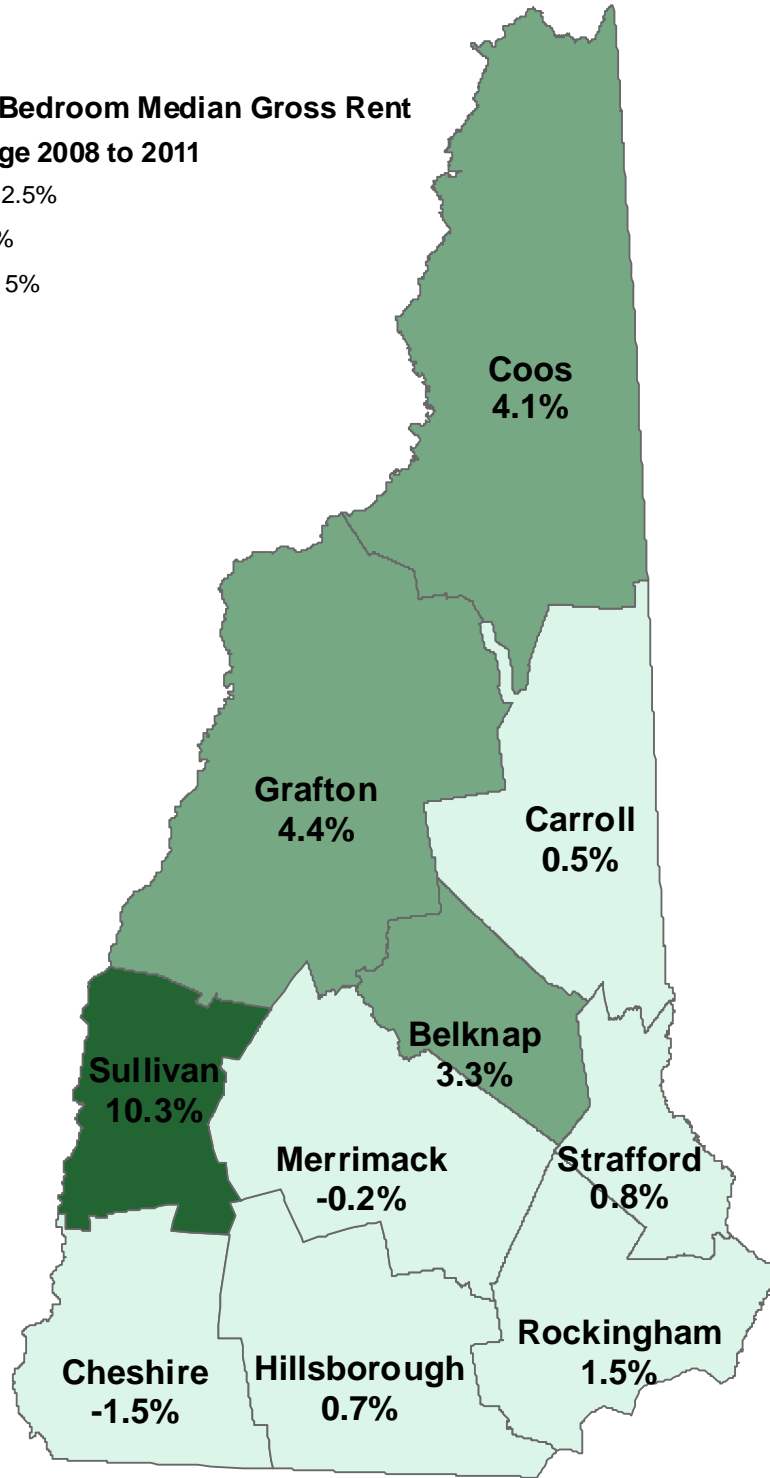 Bedroom Median Gross Rent
ge 2008 to 2011
2.5%
%
5%
Coos
4.1%
Grafton
4.4%
Carroll
0.5%
Belknap
3.3%
Sullivan
10.3%
Merrimack
-0.2%
Strafford
0.8%
Rockingham
1.5%
Hillsborough
0.7%
Cheshire
-1.5%